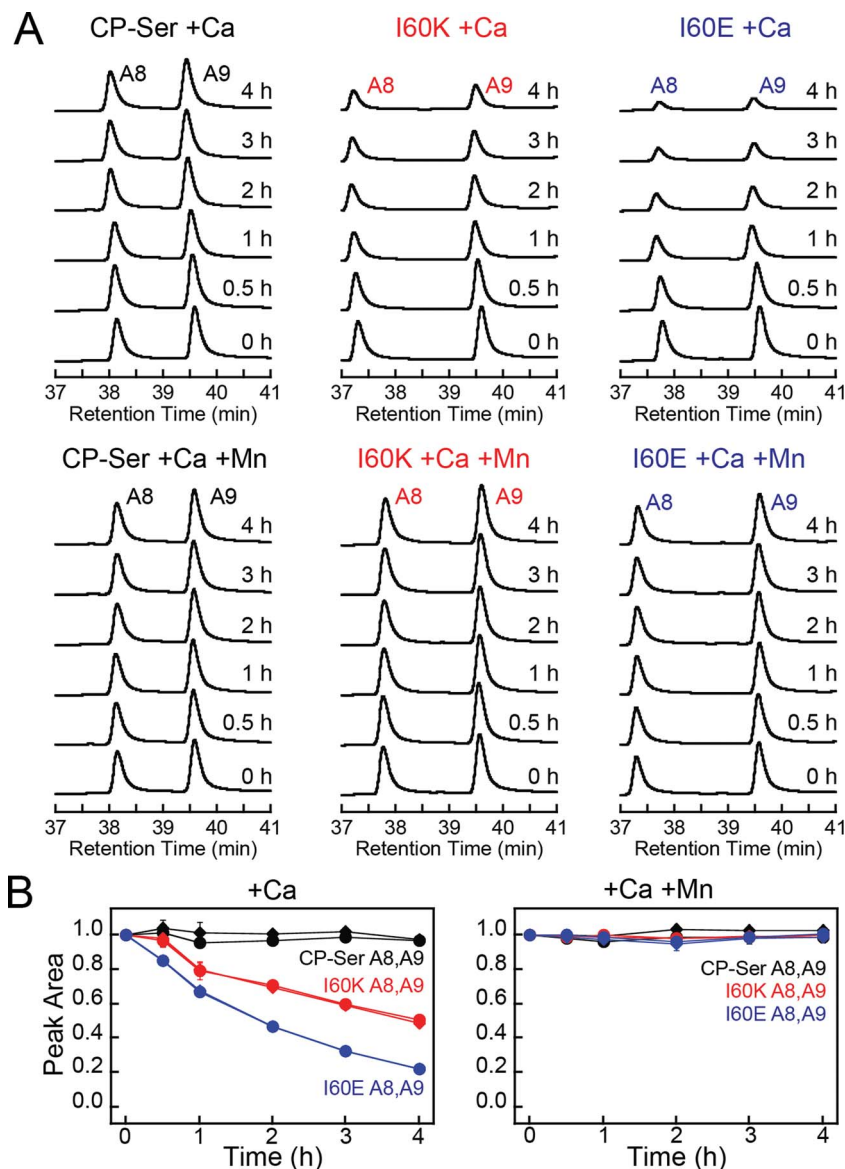 A
CP-Ser +Ca
I60K +Ca
I60E +Ca
A8 A9 4 h
3 h
2 h
1 h
0.5 h
0 h
37 38 39 40 41
Retention Time (min)
A8 A9 4 h
3 h
2 h
1 h
0.5 h
0 h
37 38 39 40 41
Retention Time (min)
A8 A9 4 h
3 h
2 h
1 h
0.5 h
0 h
37 38 39 40 41
Retention Time (min)
CP-Ser +Ca +Mn
I60K +Ca +Mn
I60E +Ca +Mn
A8 A9 4 h
3 h
2 h
1 h
0.5 h
0 h
37 38 39 40 41
Retention Time (min)
A8 A9 4 h
3 h
2 h
1 h
0.5 h
0 h
37 38 39 40 41
Retention Time (min)
A8 A9 4 h
3 h
2 h
1 h
0.5 h
0 h
37 38 39 40 41
Retention Time (min)
B
+Ca
Peak Area
1.0
0.8
0.6
0.4
0.2
0.0
CP-Ser A8,A9
I60K A8,A9
I60E A8,A9
0 1 2 3 4
Time (h)
+Ca +Mn
1.0
0.8
0.6
0.4
0.2
0.0
CP-Ser A8,A9
I60K A8,A9
I60E A8,A9
0 1 2 3 4
Time (h)